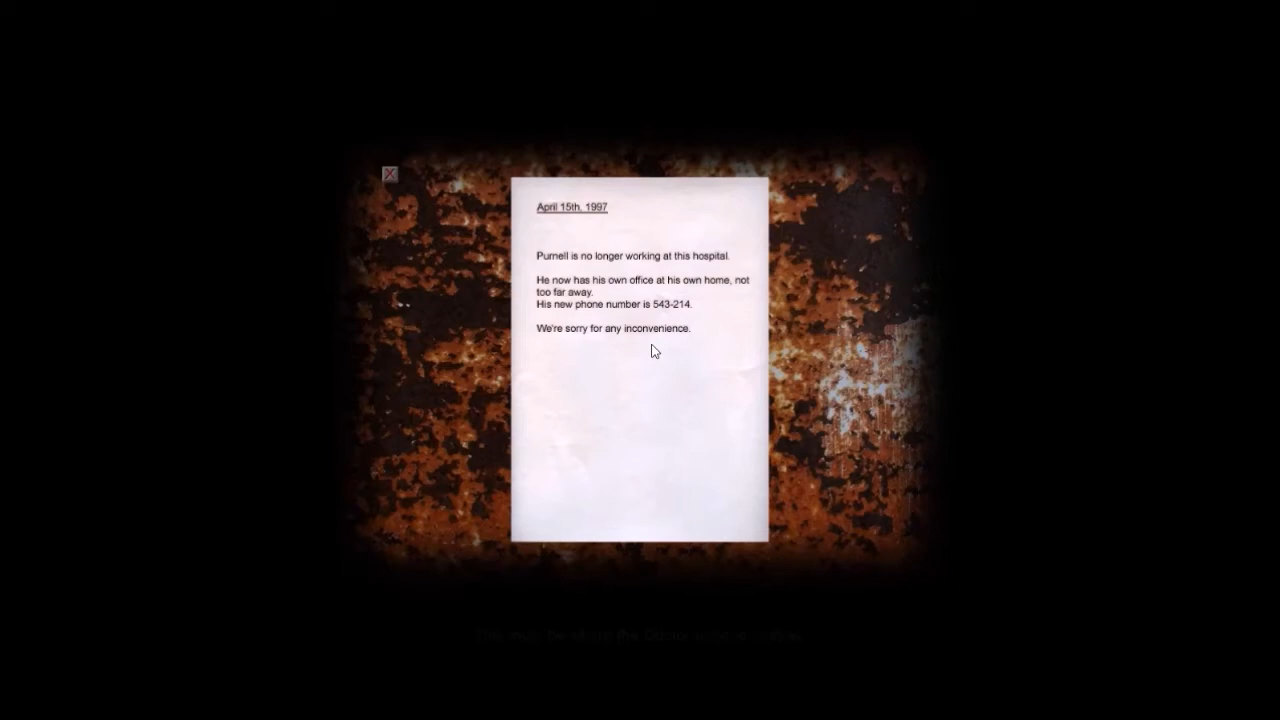 April 15th. 1997
Purnell is no longer working at this hospital.
He now has his own office at his own home, not
too far away.
His new phone number is 543-214.
We're sorry for any inconvenience.